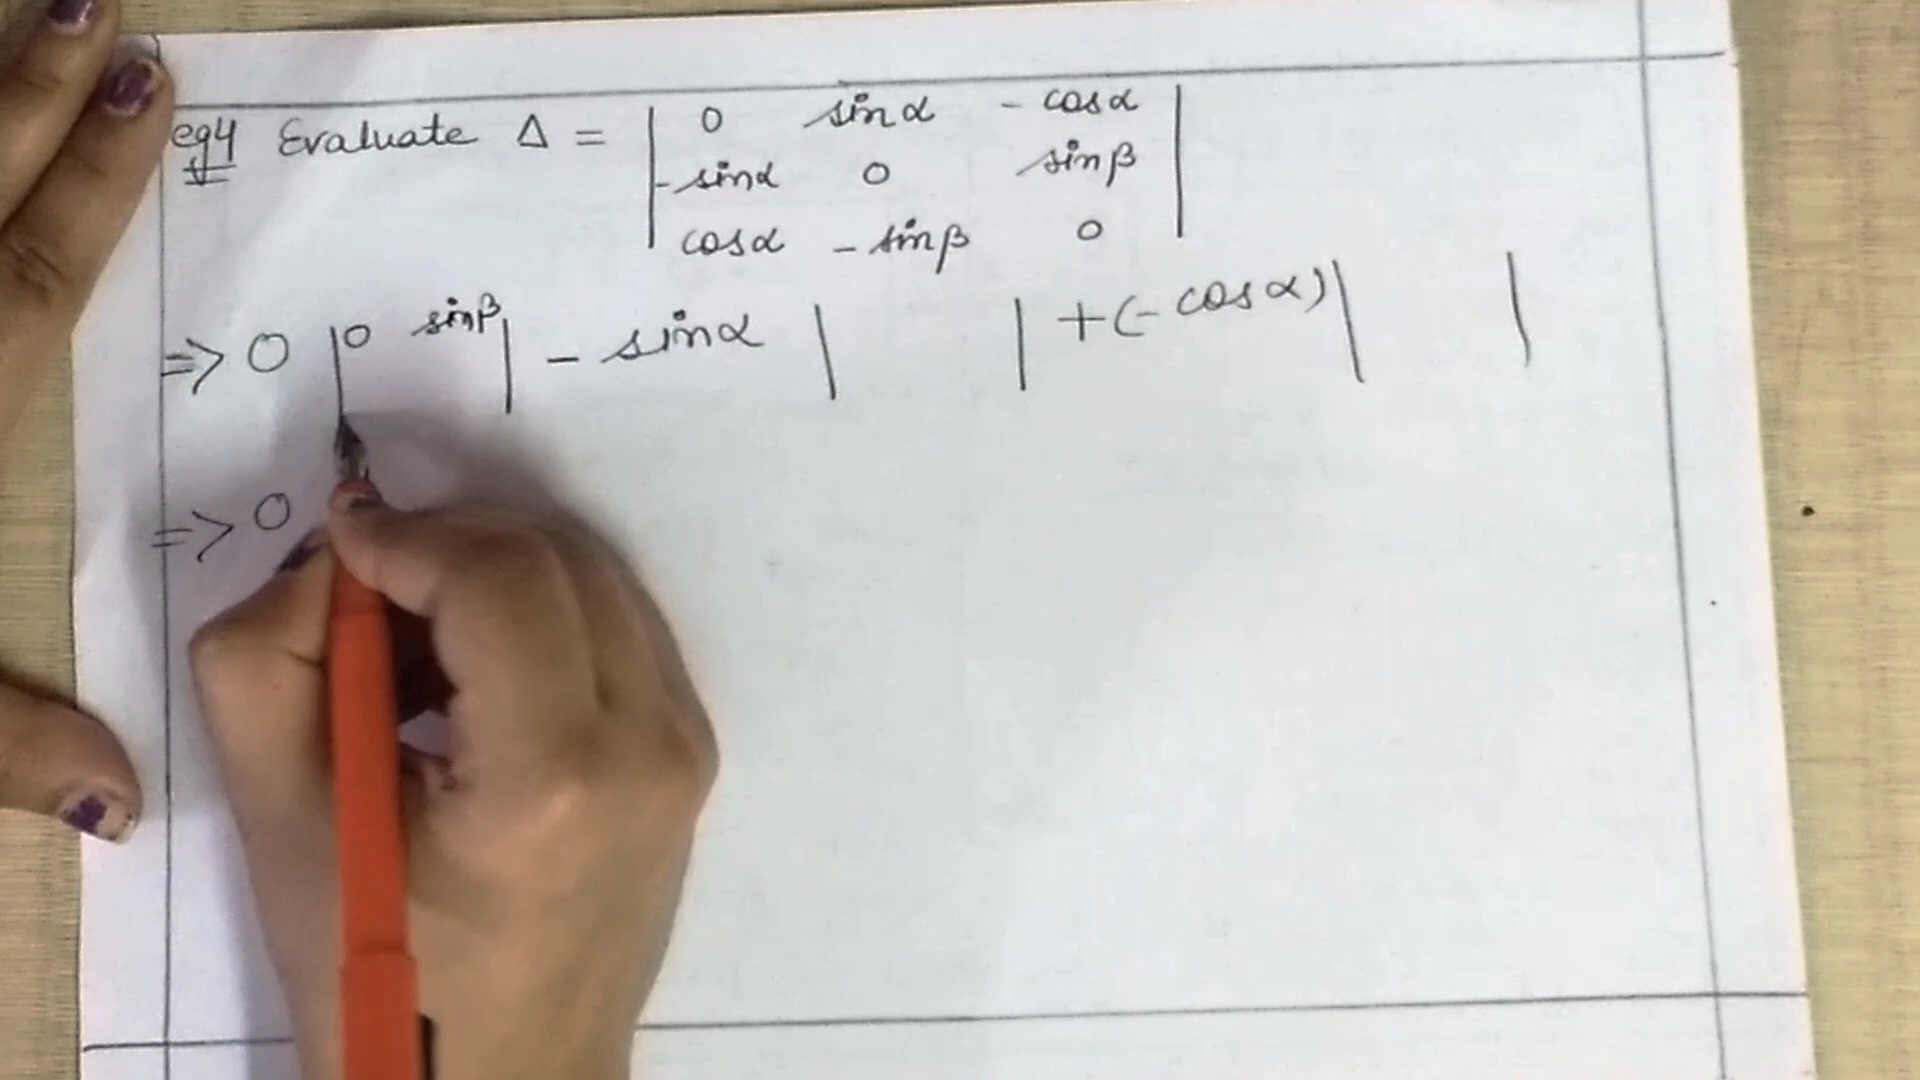 eg4 Evaluate Δ = | 0 sinα - cosα |
| -sinα 0 sinβ |
| cosα - sinβ 0 |
=> 0 | 0 sinβ | - sinα | | + (- cosα) | |
=> 0